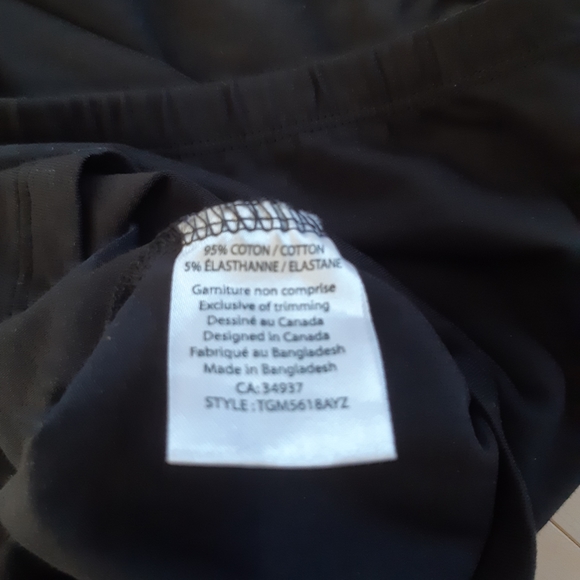 95% COTON / COTTON
5% ÉLASTHANNE / ELASTANE
Garniture non comprise
Exclusive of trimming
Dessiné au Canada
Designed in Canada
Fabriqué au Bangladesh
Made in Bangladesh
CA: 34937
STYLE : TGM5618AYZ